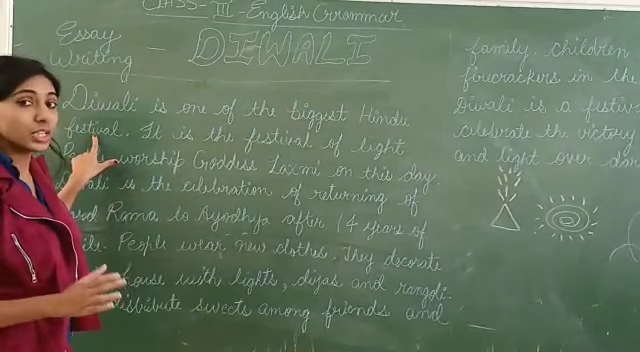 CLASS - III - English Grammar
Essay
Writing - DIWALI
Diwali is one of the biggest Hindu
festival. It is the festival of light
worship Goddess Laxmi on this day.
is the celebration of returning of
Rama to Ayodhya after 14 years of
People wear new clothes. They decorate
house with lights, diyas and rangoli.
distribute sweets among friends and
family. children
firecrackers in the
Diwali is a
celebrate the victory
and light over